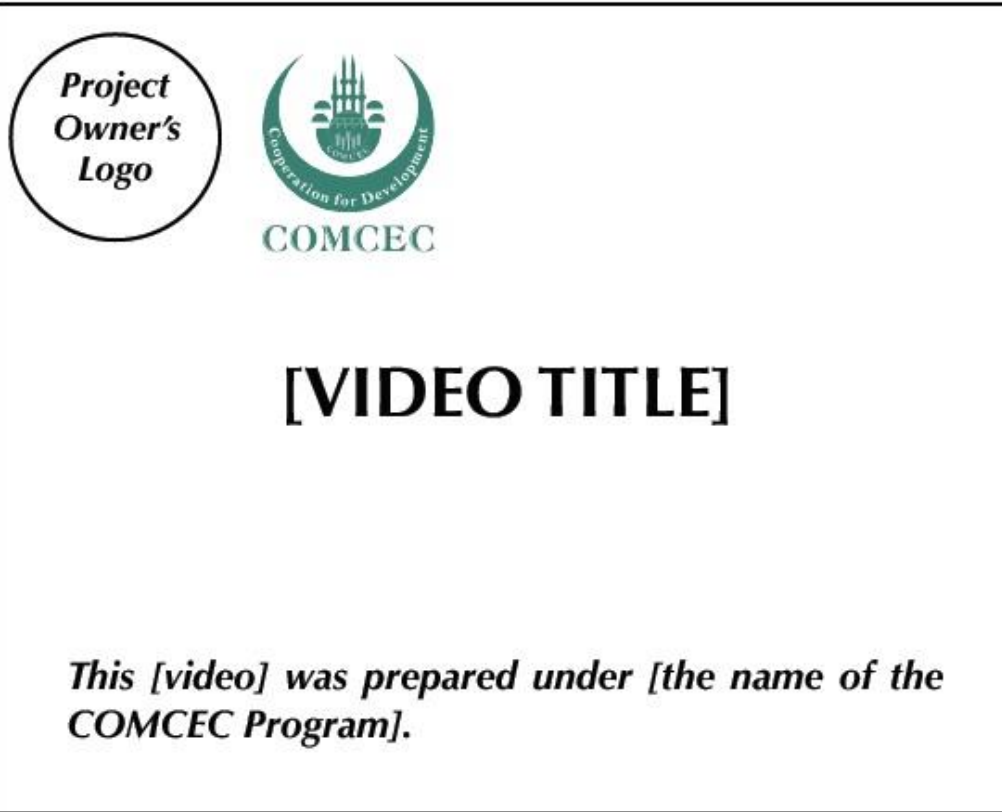 Project
Owner's
Logo
COMCEC
Cooperation for Development
COMCEC
[VIDEO TITLE]
This [video] was prepared under [the name of the
COMCEC Program].